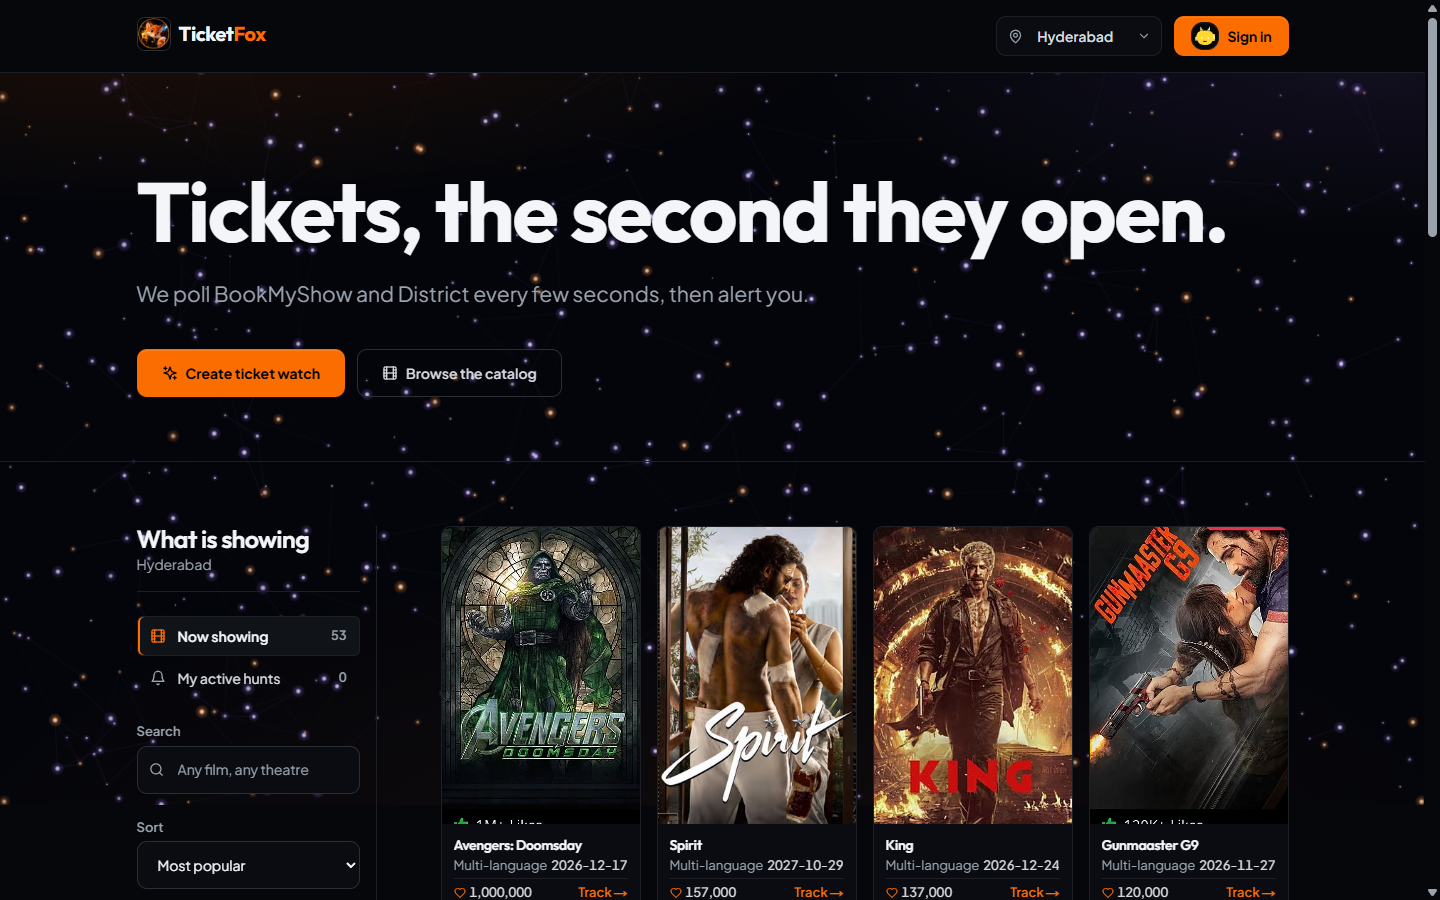 TicketFox
Hyderabad
Sign in
Tickets, the second they open.
We poll BookMyShow and District every few seconds, then alert you.
Create ticket watch
Browse the catalog
What is showing
Hyderabad
Now showing 53
My active hunts 0
Search
Any film, any theatre
Sort
Most popular
AVENGERS
DOOMSDAY
1M+ Likes
Avengers: Doomsday
Multi-language 2026-12-17
1,000,000 Track→
Spirit
Spirit
Multi-language 2027-10-29
157,000 Track→
KING
King
Multi-language 2026-12-24
137,000 Track→
GUNMAASTER
G9
120K+ Likes
Gunmaaster G9
Multi-language 2026-11-27
120,000 Track→